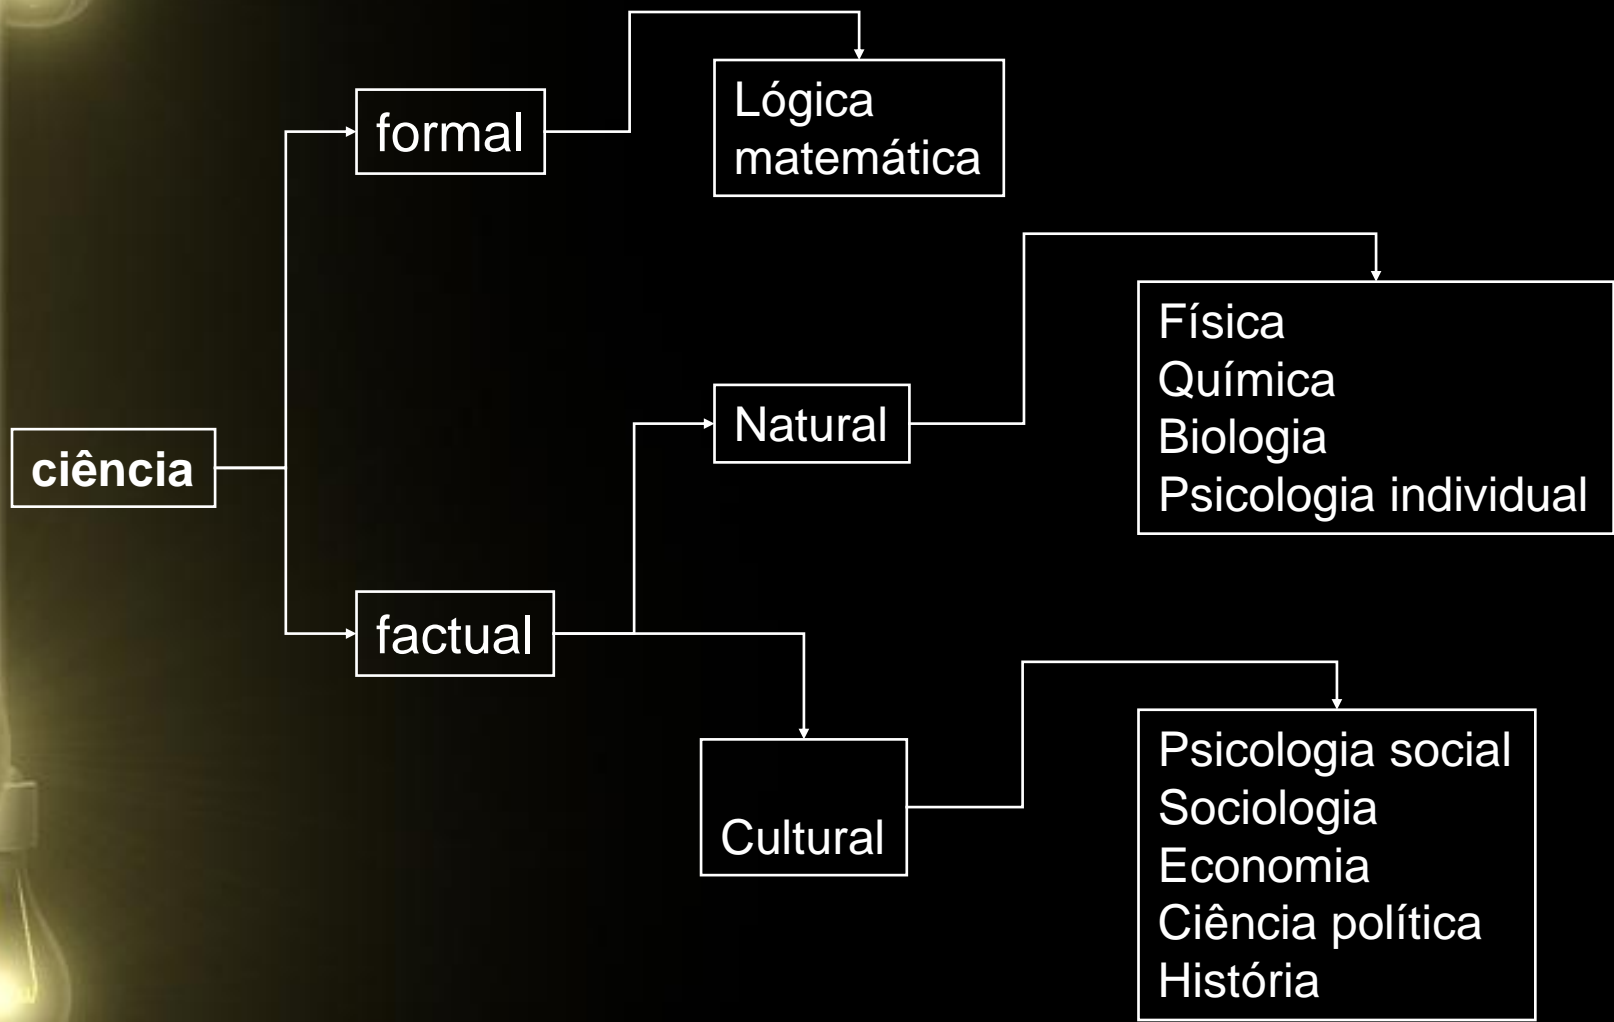 Lógica
matemática
formal
Física
Química
Biologia
Psicologia individual
Natural
ciência
factual
Psicologia social
Sociologia
Economia
Ciência política
História
Cultural